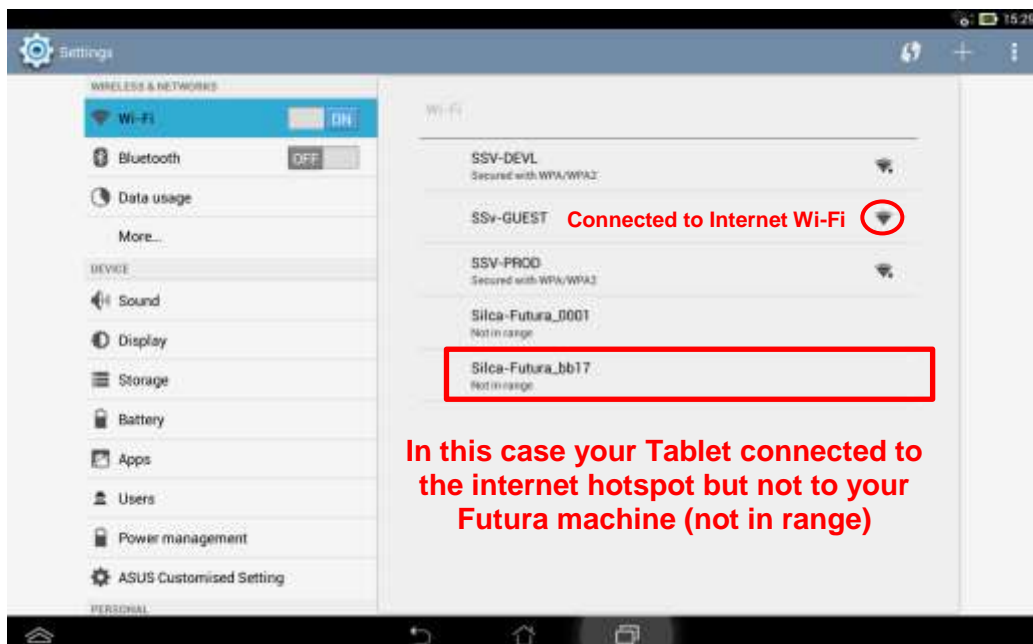 15:29
Settings
WIRELESS & NETWORKS
Wi-Fi ON
Bluetooth OFF
Data usage
More...
DEVICE
Sound
Display
Storage
Battery
Apps
Users
Power management
ASUS Customised Setting
PERSONAL
Wi-Fi
SSV-DEVL
Secured with WPA/WPA2
SSv-GUEST Connected to Internet Wi-Fi
SSV-PROD
Secured with WPA/WPA2
Silca-Futura_0001
Not in range
Silca-Futura_bb17
Not in range
In this case your Tablet connected to
the internet hotspot but not to your
Futura machine (not in range)